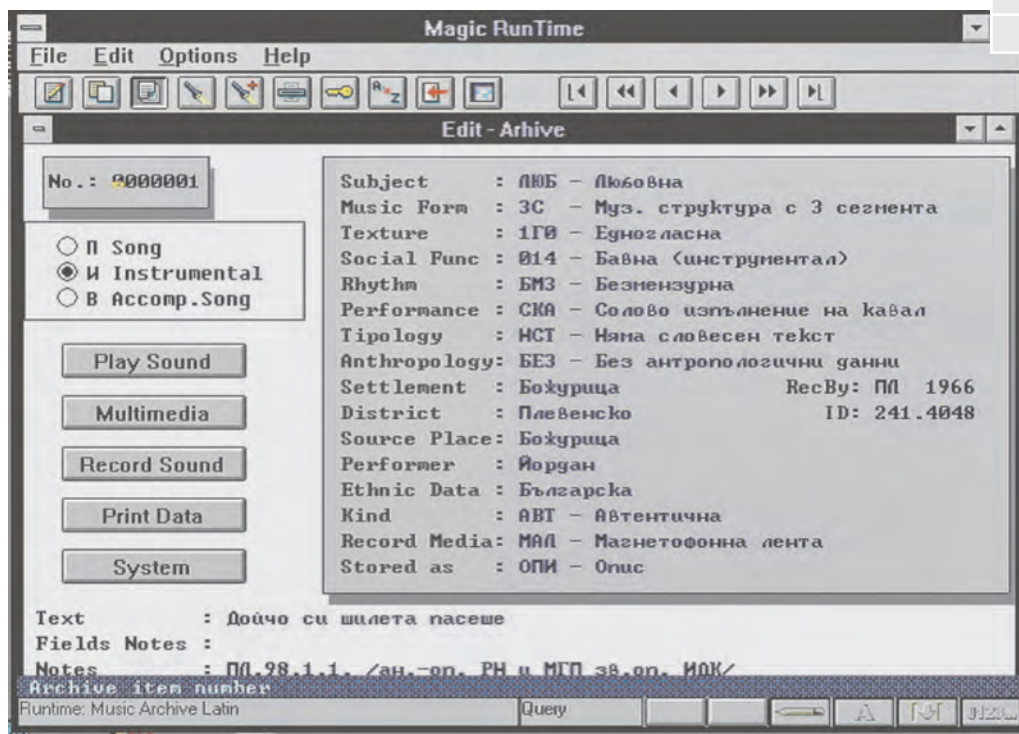 Magic RunTime
File Edit Options Help
Edit - Arhive
No.: 0000001
П Song
И Instrumental
В Accomp.Song
Play Sound
Multimedia
Record Sound
Print Data
System
Subject : ЛЮБ - Любовна
Music Form : 3С - Муз. структура с 3 сегмента
Texture : 1Г0 - Едногласна
Social Func : 014 - Бавна (инструментал)
Rhythm : БМЗ - Безмензурна
Performance : СКА - Солово изпълнение на кавал
Tipology : НСТ - Няма словесен текст
Anthropology: БЕЗ - Без антропологични данни
Settlement : Божурица RecBy: ПЛ 1966
District : Плевенско ID: 241.4048
Source Place: Божурица
Performer : Йордан
Ethnic Data : Българска
Kind : АВТ - Автентична
Record Media: МАЛ - Магнетофонна лента
Stored as : ОПИ - Опис
Text : Дойчо си шилета пасеше
Fields Notes :
Notes : ПЛ.98.1.1. /ан.-оп. РН и МГП зв.оп. ИДК/
Archive item number
Runtime: Music Archive Latin Query